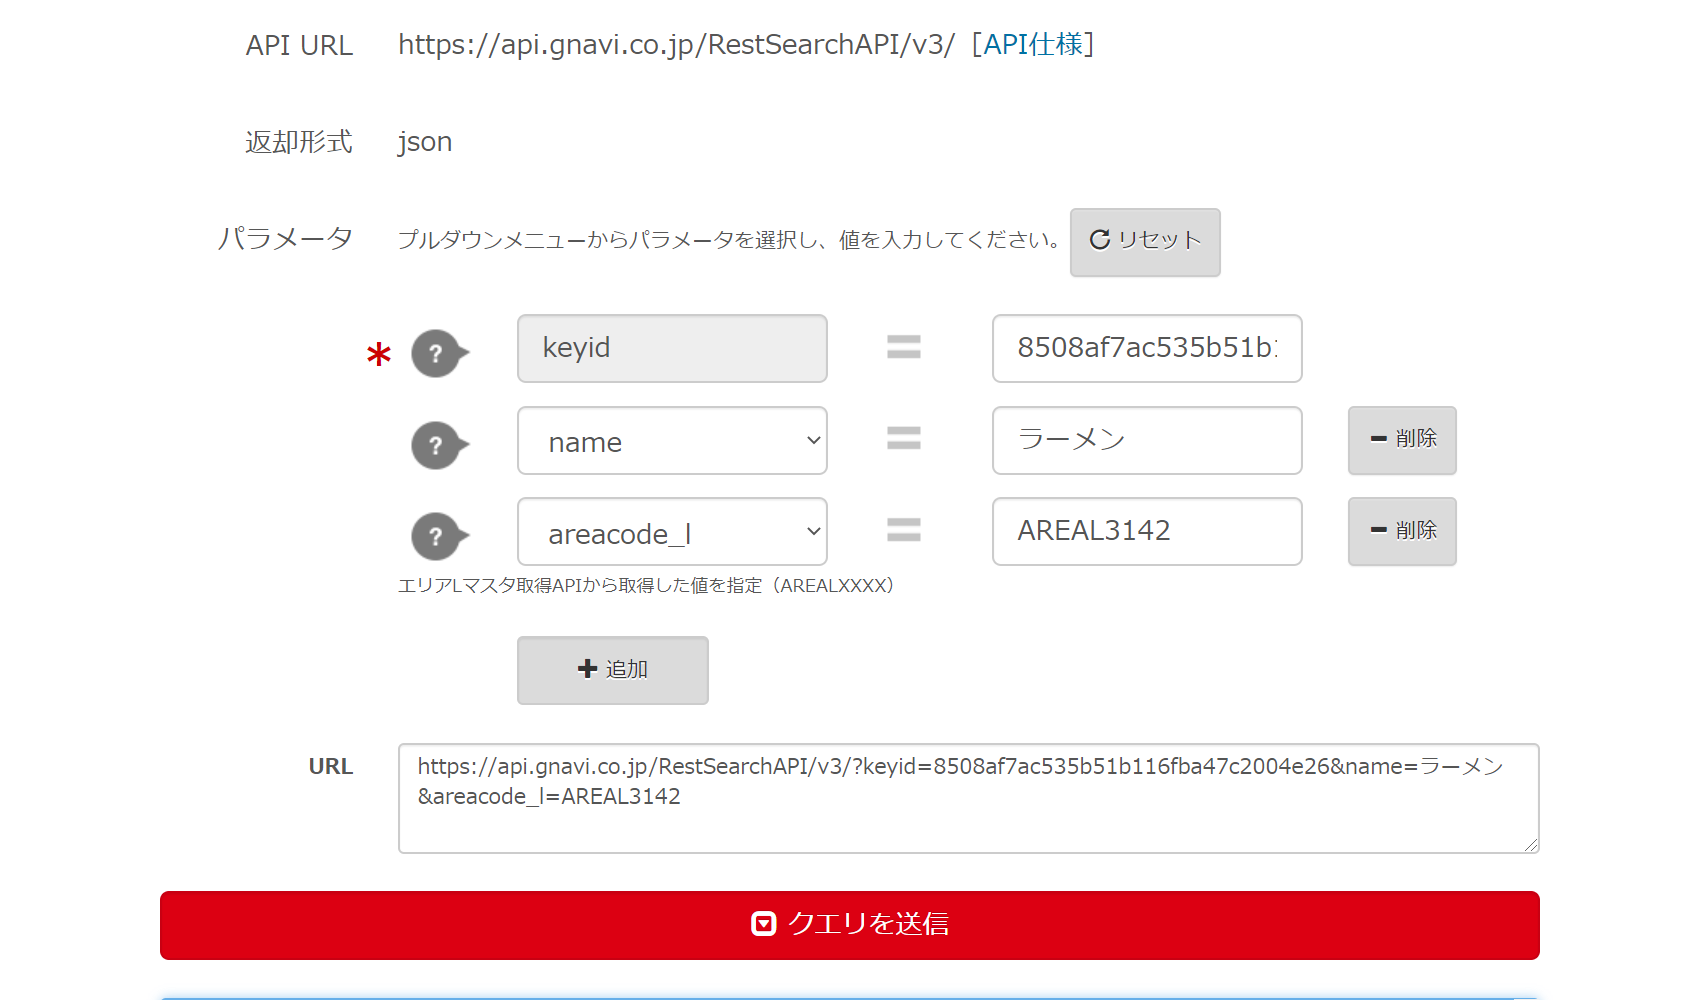 API URL https://api.gnavi.co.jp/RestSearchAPI/v3/ [API仕様]
返却形式 json
パラメータ プルダウンメニューからパラメータを選択し、値を入力してください。 リセット
* ? keyid = 8508af7ac535b51b1
? name = ラーメン 削除
? areacode_l = AREAL3142 削除
エリアLマスタ取得APIから取得した値を指定（AREALXXXX）
追加
URL https://api.gnavi.co.jp/RestSearchAPI/v3/?keyid=8508af7ac535b51b116fba47c2004e26&name=ラーメン
&areacode_l=AREAL3142
クエリを送信